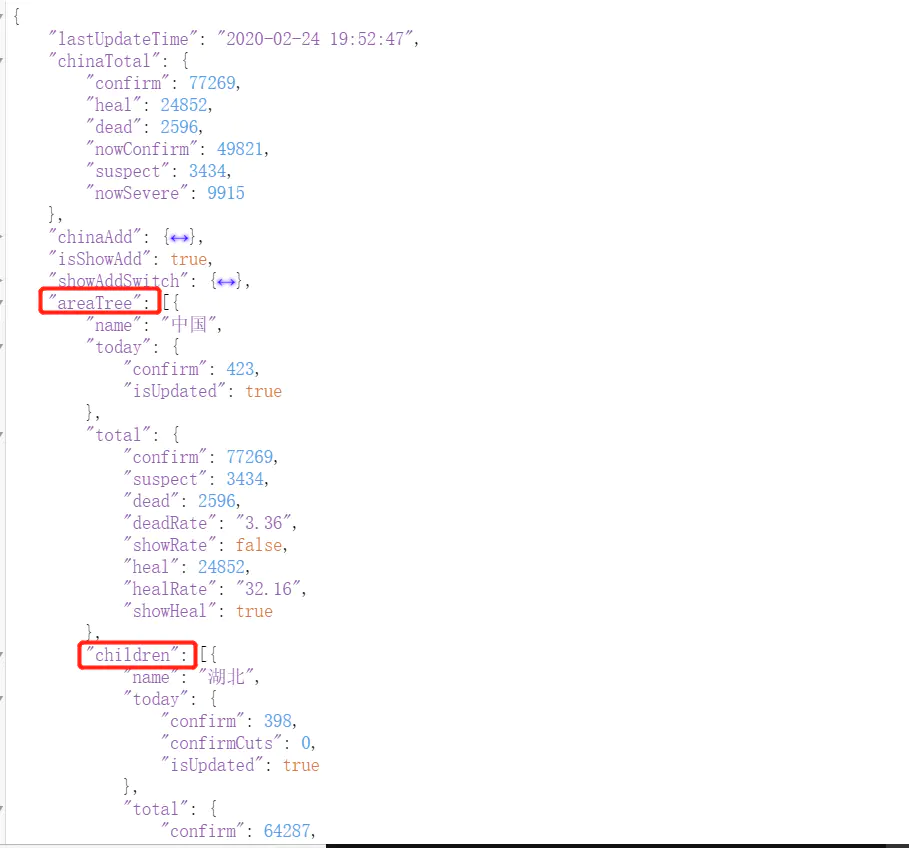 {
"lastUpdateTime": "2020-02-24 19:52:47",
"chinaTotal": {
"confirm": 77269,
"heal": 24852,
"dead": 2596,
"nowConfirm": 49821,
"suspect": 3434,
"nowSevere": 9915
},
"chinaAdd": {↔},
"isShowAdd": true,
"showAddSwitch": {↔},
"areaTree": [{
"name": "中国",
"today": {
"confirm": 423,
"isUpdated": true
},
"total": {
"confirm": 77269,
"suspect": 3434,
"dead": 2596,
"deadRate": "3.36",
"showRate": false,
"heal": 24852,
"healRate": "32.16",
"showHeal": true
},
"children": [{
"name": "湖北",
"today": {
"confirm": 398,
"confirmCuts": 0,
"isUpdated": true
},
"total": {
"confirm": 64287,